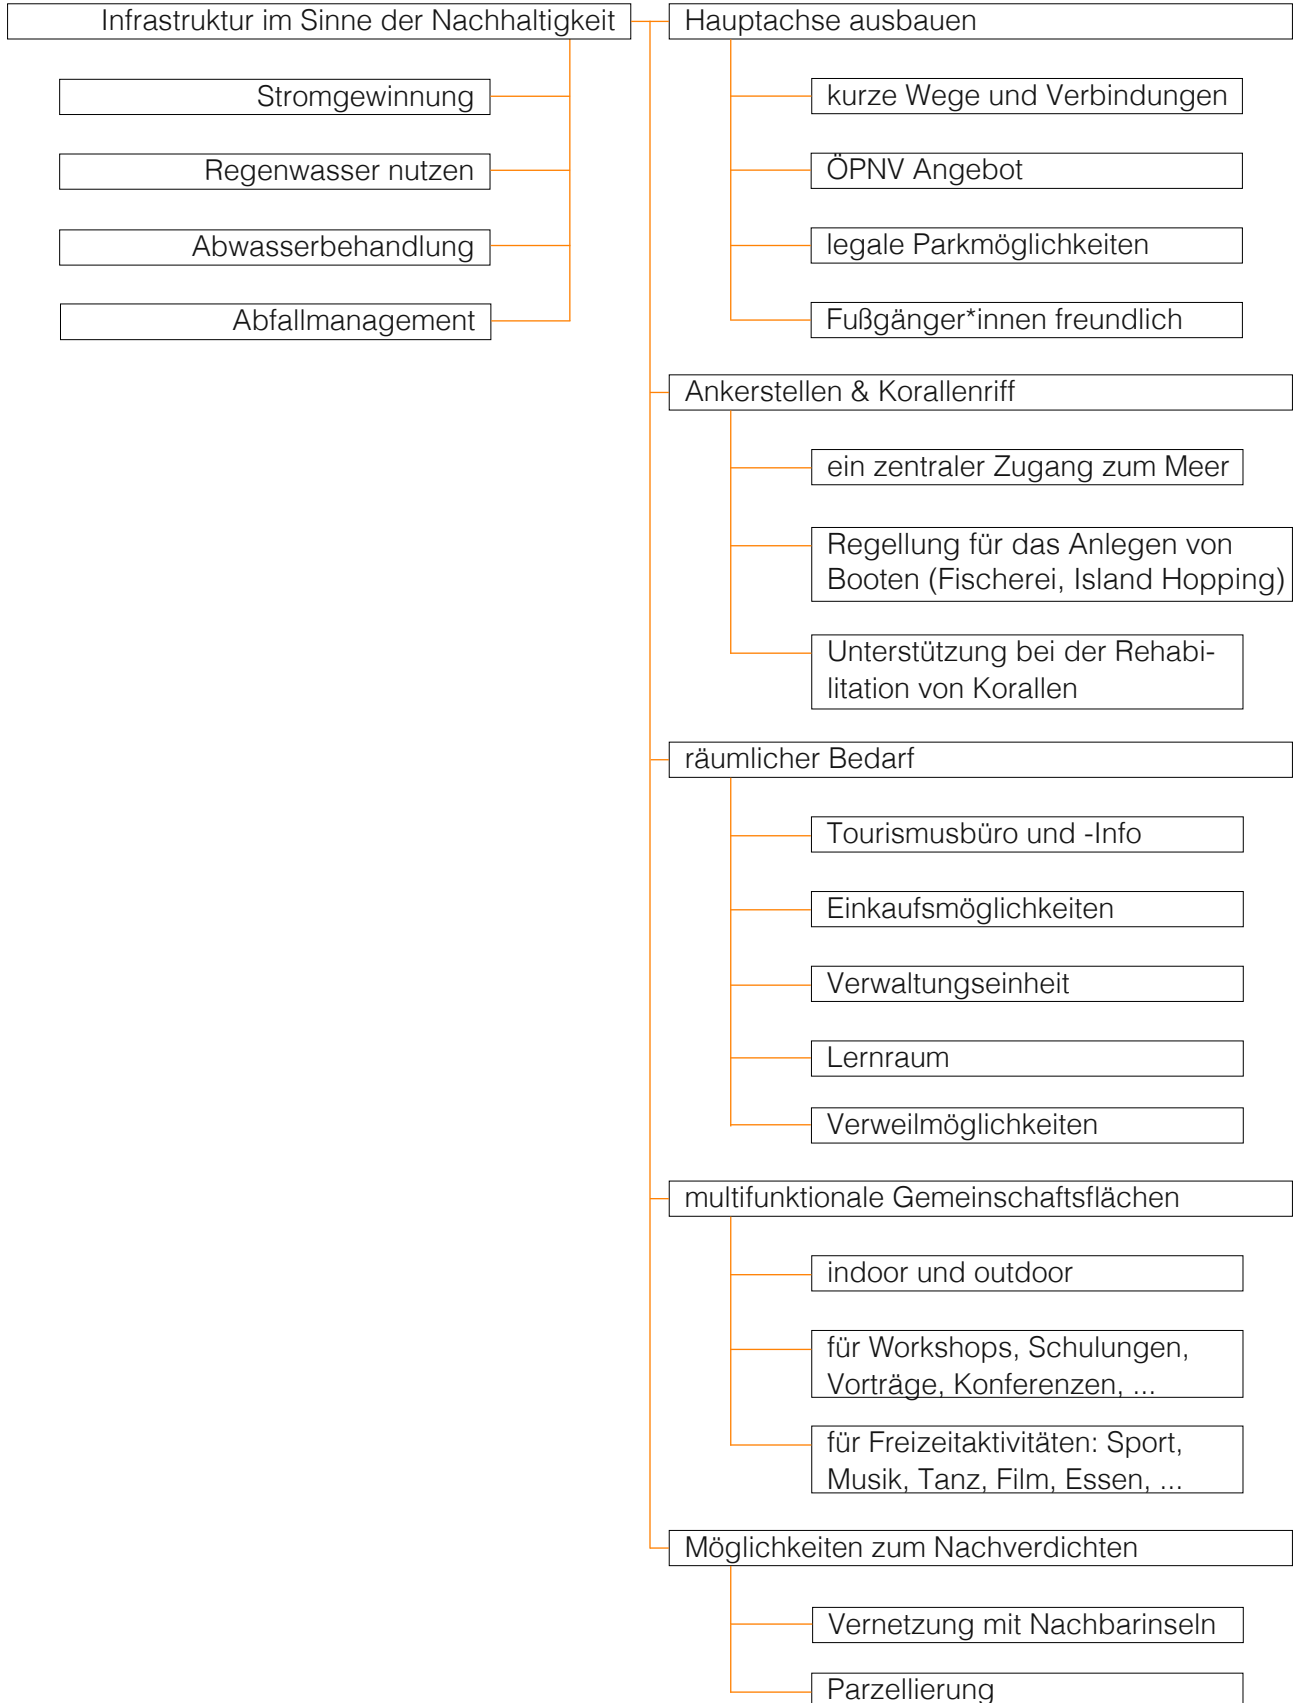 Infrastruktur im Sinne der Nachhaltigkeit
Stromgewinnung
Regenwasser nutzen
Abwasserbehandlung
Abfallmanagement
Hauptachse ausbauen
kurze Wege und Verbindungen
ÖPNV Angebot
legale Parkmöglichkeiten
Fußgänger*innen freundlich
Ankerstellen & Korallenriff
ein zentraler Zugang zum Meer
Regellung für das Anlegen von
Booten (Fischerei, Island Hopping)
Unterstützung bei der Rehabi-
litation von Korallen
räumlicher Bedarf
Tourismusbüro und -Info
Einkaufsmöglichkeiten
Verwaltungseinheit
Lernraum
Verweilmöglichkeiten
multifunktionale Gemeinschaftsflächen
indoor und outdoor
für Workshops, Schulungen,
Vorträge, Konferenzen, ...
für Freizeitaktivitäten: Sport,
Musik, Tanz, Film, Essen, ...
Möglichkeiten zum Nachverdichten
Vernetzung mit Nachbarinseln
Parzellierung